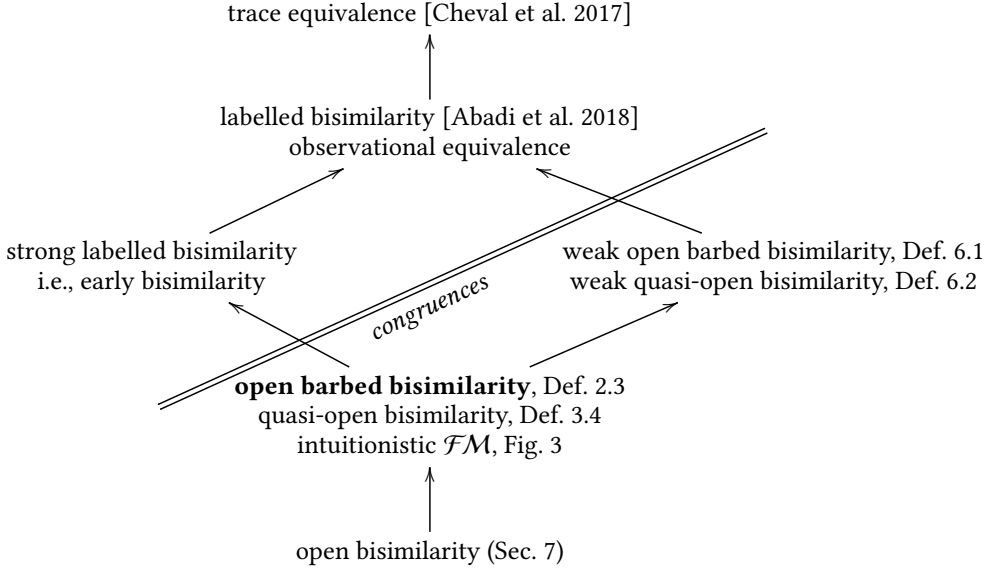 trace equivalence [Cheval et al. 2017]
labelled bisimilarity [Abadi et al. 2018]
observational equivalence
strong labelled bisimilarity
i.e., early bisimilarity
weak open barbed bisimilarity, Def. 6.1
weak quasi-open bisimilarity, Def. 6.2
congruences
open barbed bisimilarity, Def. 2.3
quasi-open bisimilarity, Def. 3.4
intuitionistic ℱℳ, Fig. 3
open bisimilarity (Sec. 7)